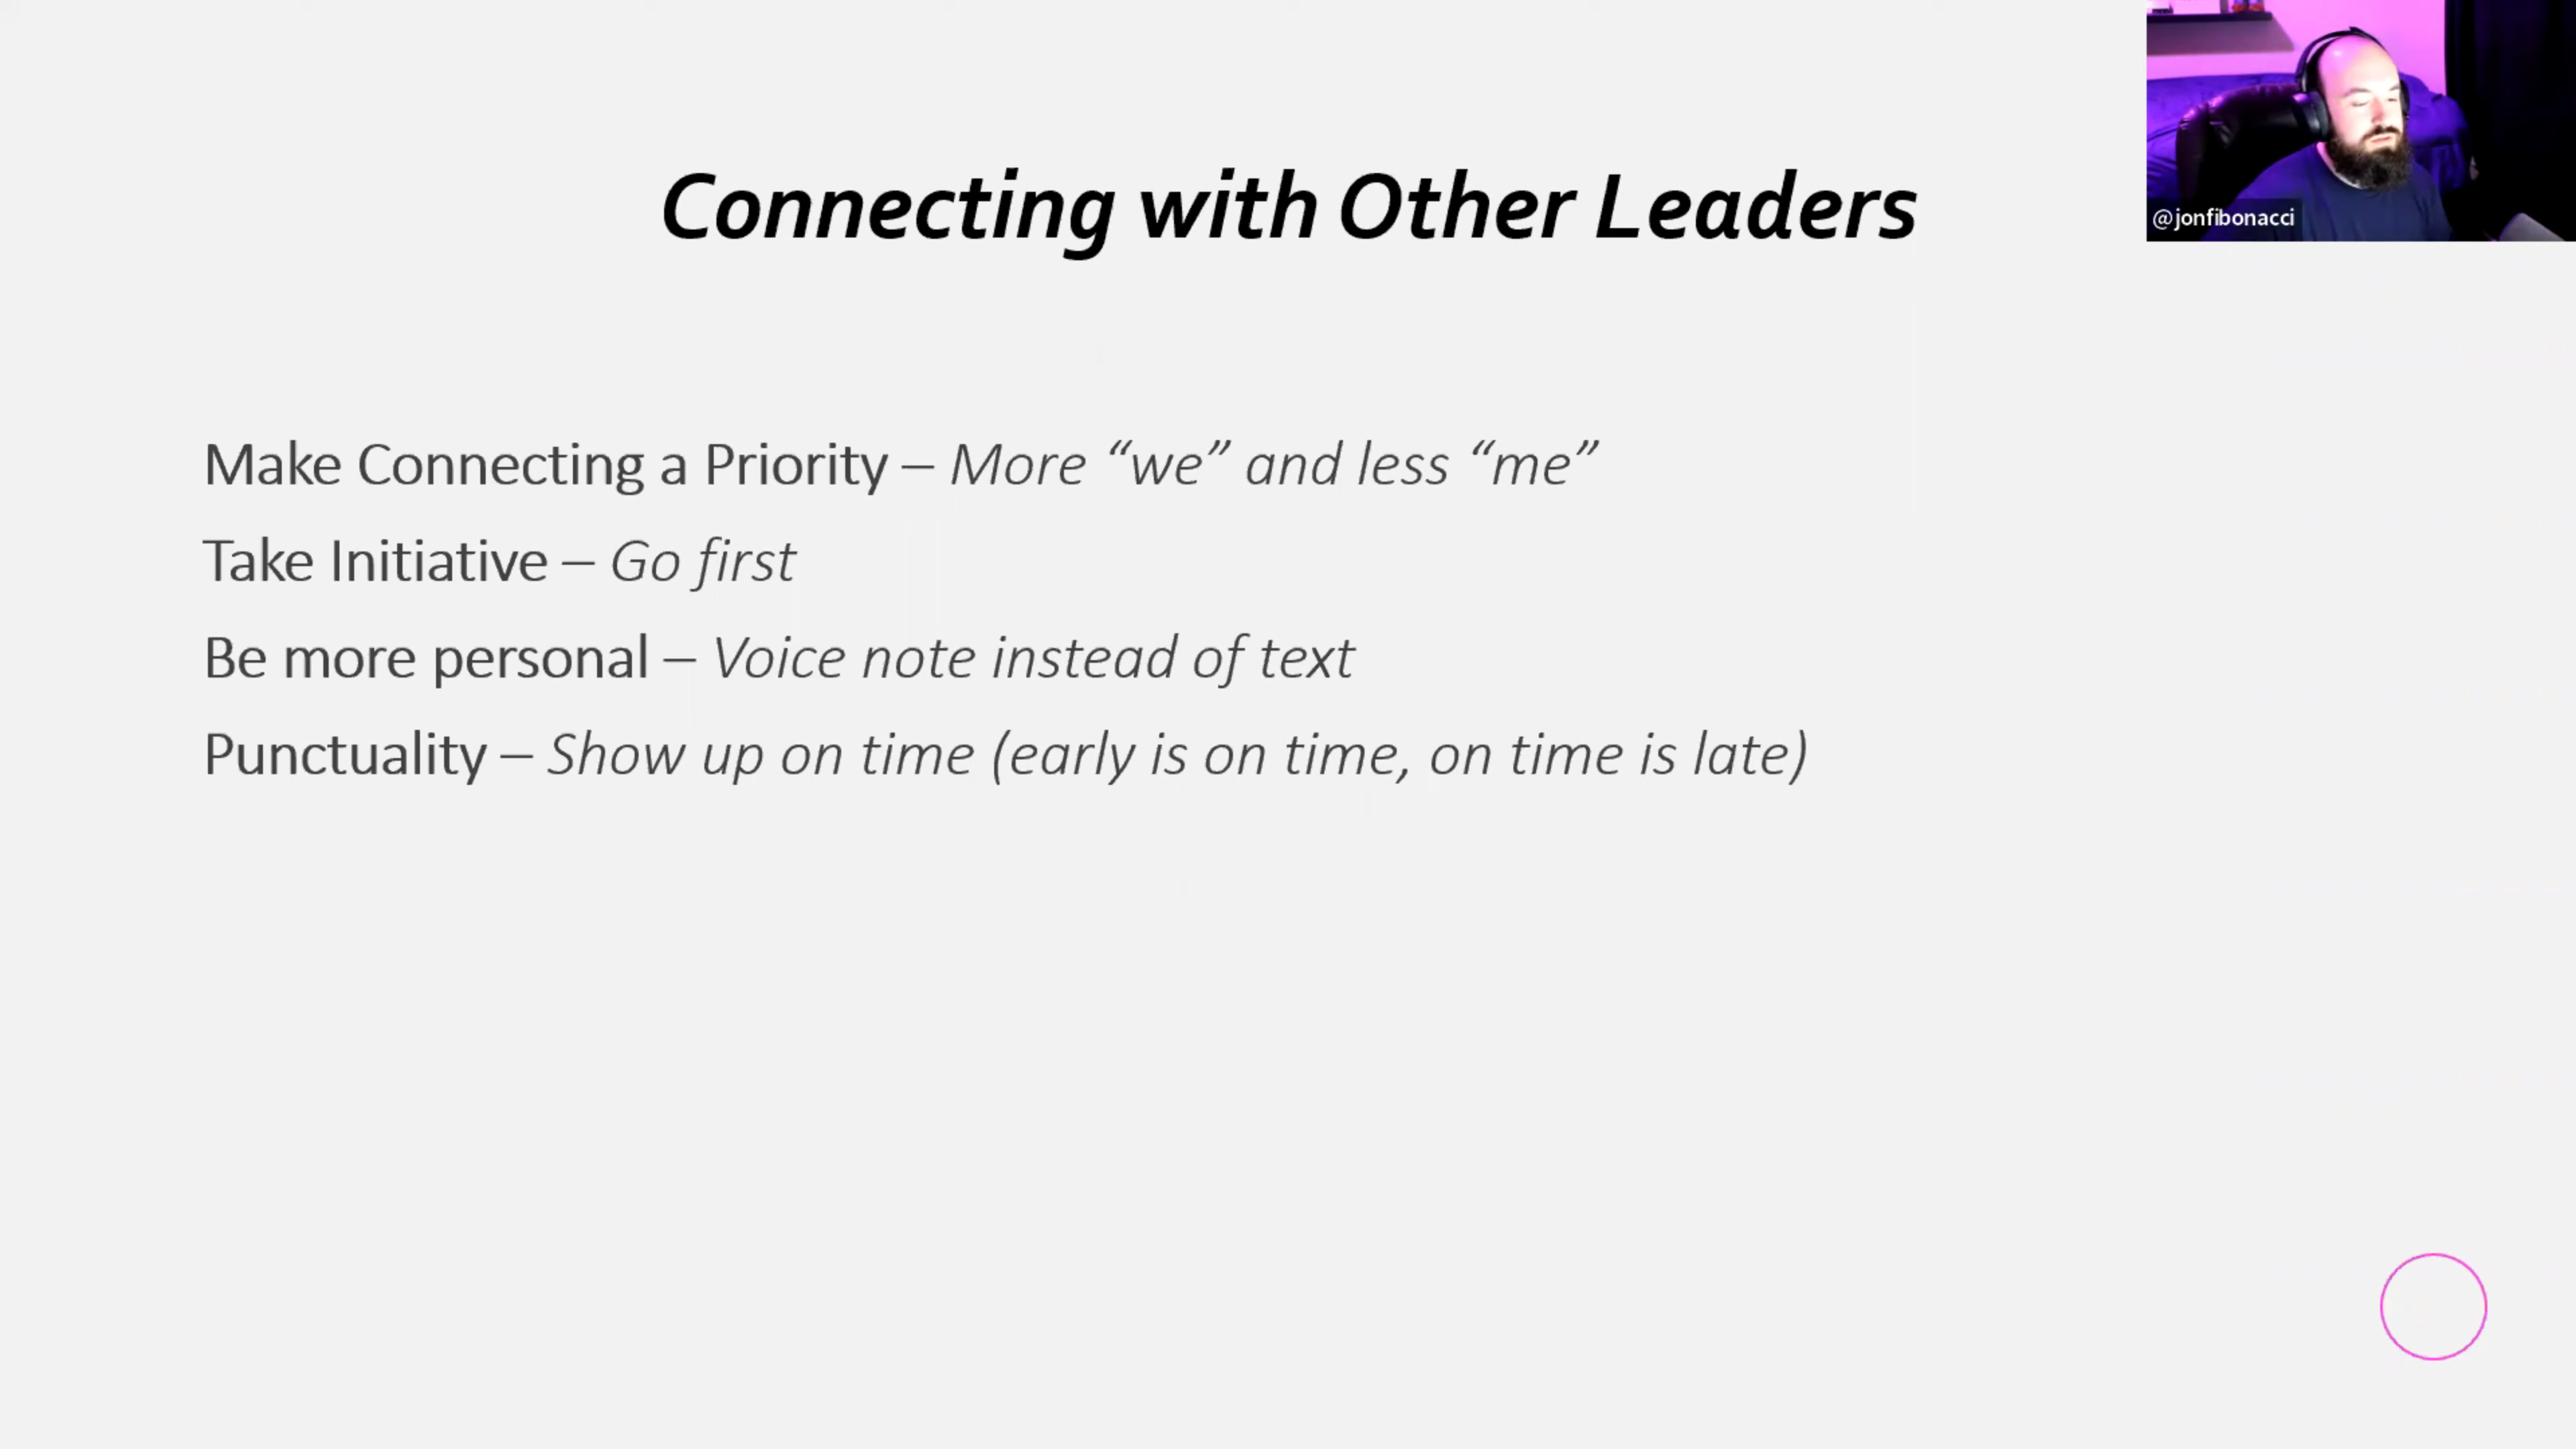 Connecting with Other Leaders
@jonfibonacci
Make Connecting a Priority – More “we” and less “me”
Take Initiative – Go first
Be more personal – Voice note instead of text
Punctuality – Show up on time (early is on time, on time is late)